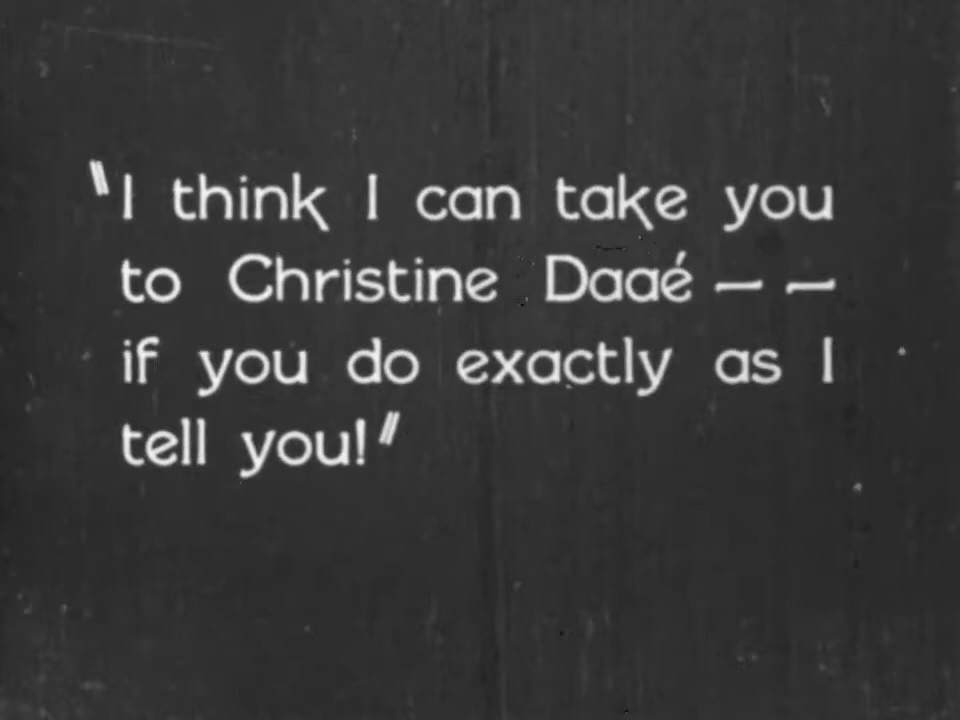 "I think I can take you
to Christine Daaé — —
if you do exactly as I
tell you!"